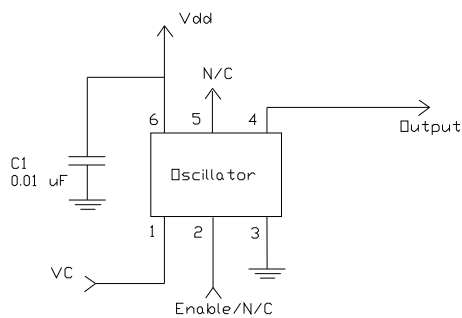 Vdd
N/C
6
5
4
Output
C1
0.01 uF
Oscillator
1
2
3
VC
Enable/N/C